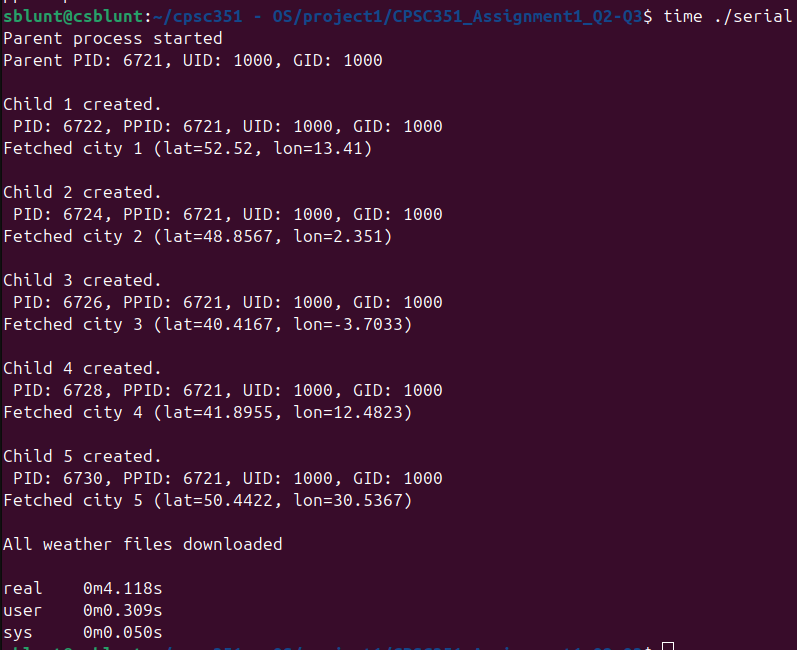 sblunt@csblunt:~/cpsc351 - OS/project1/CPSC351_Assignment1_Q2-Q3$ time ./serial
Parent process started
Parent PID: 6721, UID: 1000, GID: 1000
Child 1 created.
 PID: 6722, PPID: 6721, UID: 1000, GID: 1000
Fetched city 1 (lat=52.52, lon=13.41)
Child 2 created.
 PID: 6724, PPID: 6721, UID: 1000, GID: 1000
Fetched city 2 (lat=48.8567, lon=2.351)
Child 3 created.
 PID: 6726, PPID: 6721, UID: 1000, GID: 1000
Fetched city 3 (lat=40.4167, lon=-3.7033)
Child 4 created.
 PID: 6728, PPID: 6721, UID: 1000, GID: 1000
Fetched city 4 (lat=41.8955, lon=12.4823)
Child 5 created.
 PID: 6730, PPID: 6721, UID: 1000, GID: 1000
Fetched city 5 (lat=50.4422, lon=30.5367)
All weather files downloaded
real    0m4.118s
user    0m0.309s
sys     0m0.050s